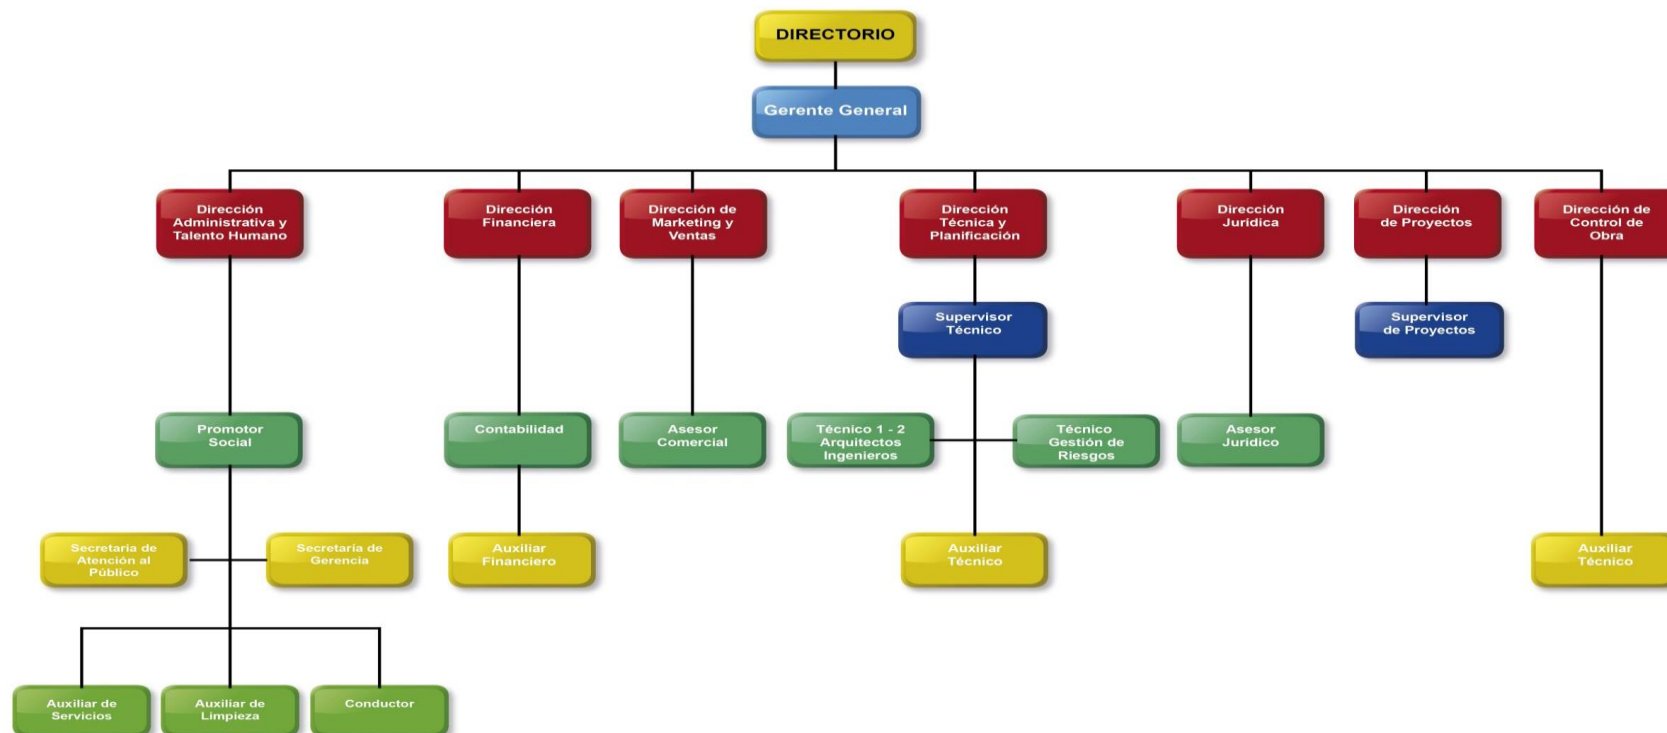 DIRECTORIO
Gerente General
Dirección
Administrativa y
Talento Humano
Dirección
Financiera
Dirección de
Marketing y
Ventas
Dirección
Técnica y
Planificación
Dirección
Jurídica
Dirección
de Proyectos
Dirección de
Control de
Obra
Supervisor
Técnico
Supervisor
de Proyectos
Promotor
Social
Contabilidad
Asesor
Comercial
Técnico 1 - 2
Arquitectos
Ingenieros
Técnico
Gestión de
Riesgos
Asesor
Jurídico
Secretaría de
Atención al
Público
Secretaría de
Gerencia
Auxiliar
Financiero
Auxiliar
Técnico
Auxiliar
Técnico
Auxiliar de
Servicios
Auxiliar de
Limpieza
Conductor